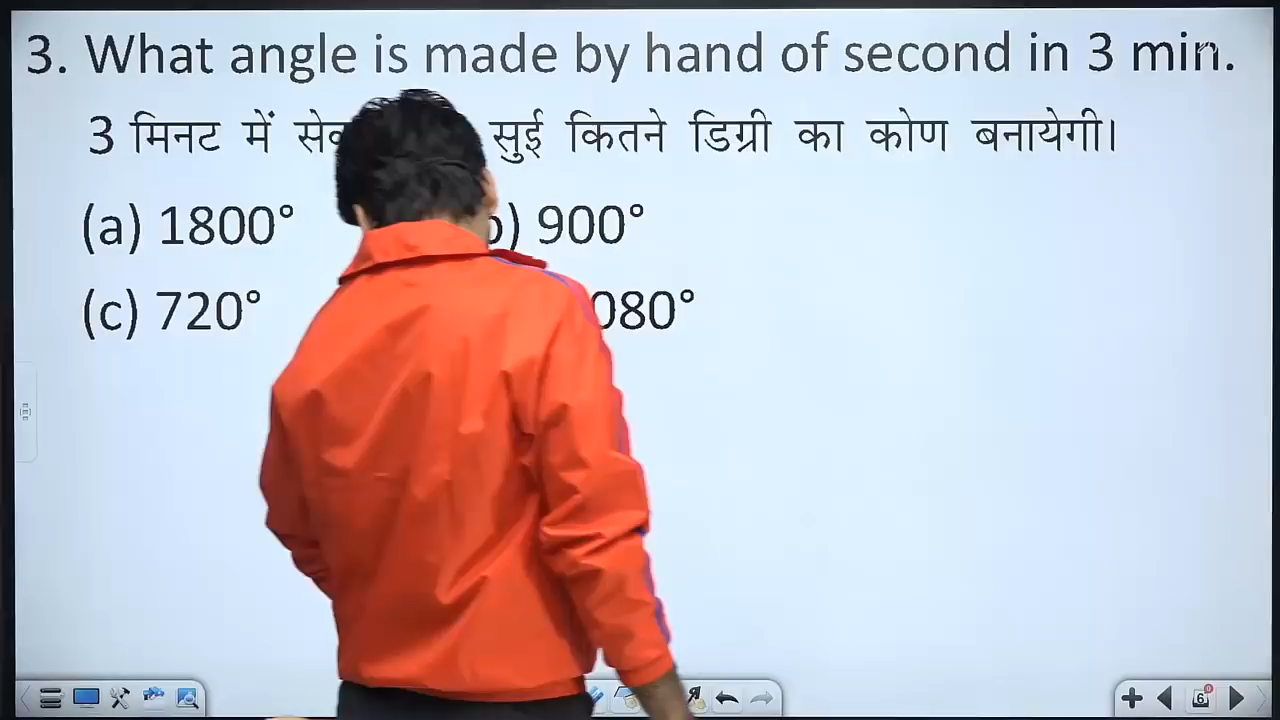 3. What angle is made by hand of second in 3 min.
3 मिनट में सुई कितने डिग्री का कोण बनायेगी।
(a) 1800° b) 900°
(c) 720° 080°
6